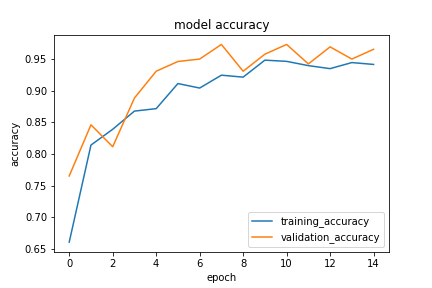 model accuracy
0.95
0.90
0.85
0.80
0.75
0.70
0.65
accuracy
training_accuracy
validation_accuracy
0 2 4 6 8 10 12 14
epoch